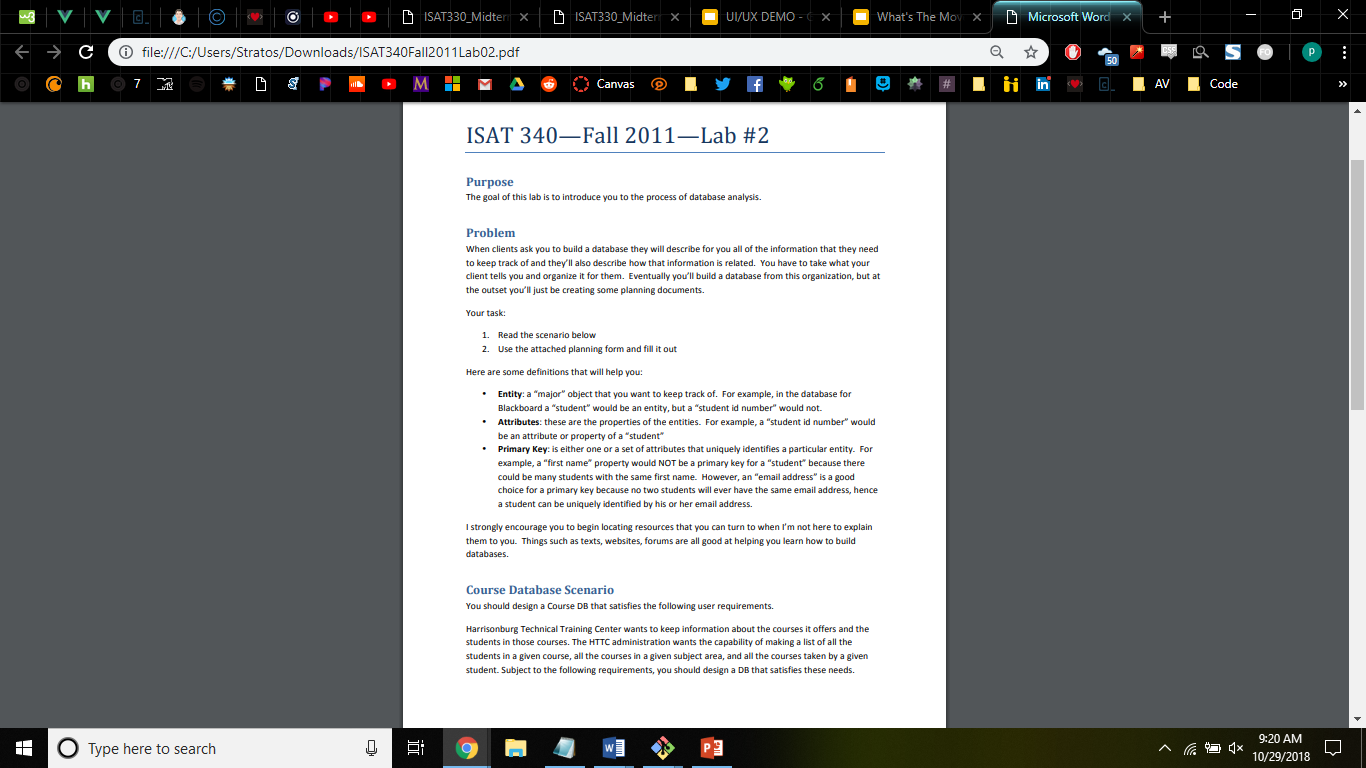 ISAT330_Midter
ISAT330_Midter
UI/UX DEMO - G
What's The Mov
Microsoft Word
file:///C:/Users/Stratos/Downloads/ISAT340Fall2011Lab02.pdf
50
p
7
Canvas
AV
Code
»
ISAT 340—Fall 2011—Lab #2
Purpose
The goal of this lab is to introduce you to the process of database analysis.
Problem
When clients ask you to build a database they will describe for you all of the information that they need
to keep track of and they'll also describe how that information is related. You have to take what your
client tells you and organize it for them. Eventually you'll build a database from this organization, but at
the outset you'll just be creating some planning documents.
Your task:
1. Read the scenario below
2. Use the attached planning form and fill it out
Here are some definitions that will help you:
• Entity: a "major" object that you want to keep track of. For example, in the database for
Blackboard a "student" would be an entity, but a "student id number" would not.
• Attributes: these are the properties of the entities. For example, a "student id number" would
be an attribute or property of a "student"
• Primary Key: is either one or a set of attributes that uniquely identifies a particular entity. For
example, a "first name" property would NOT be a primary key for a "student" because there
could be many students with the same first name. However, an "email address" is a good
choice for a primary key because no two students will ever have the same email address, hence
a student can be uniquely identified by his or her email address.
I strongly encourage you to begin locating resources that you can turn to when I'm not here to explain
them to you. Things such as texts, websites, forums are all good at helping you learn how to build
databases.
Course Database Scenario
You should design a Course DB that satisfies the following user requirements.
Harrisonburg Technical Training Center wants to keep information about the courses it offers and the
students in those courses. The HTTC administration wants the capability of making a list of all the
students in a given course, all the courses in a given subject area, and all the courses taken by a given
student. Subject to the following requirements, you should design a DB that satisfies these needs.
Type here to search
9:20 AM
10/29/2018